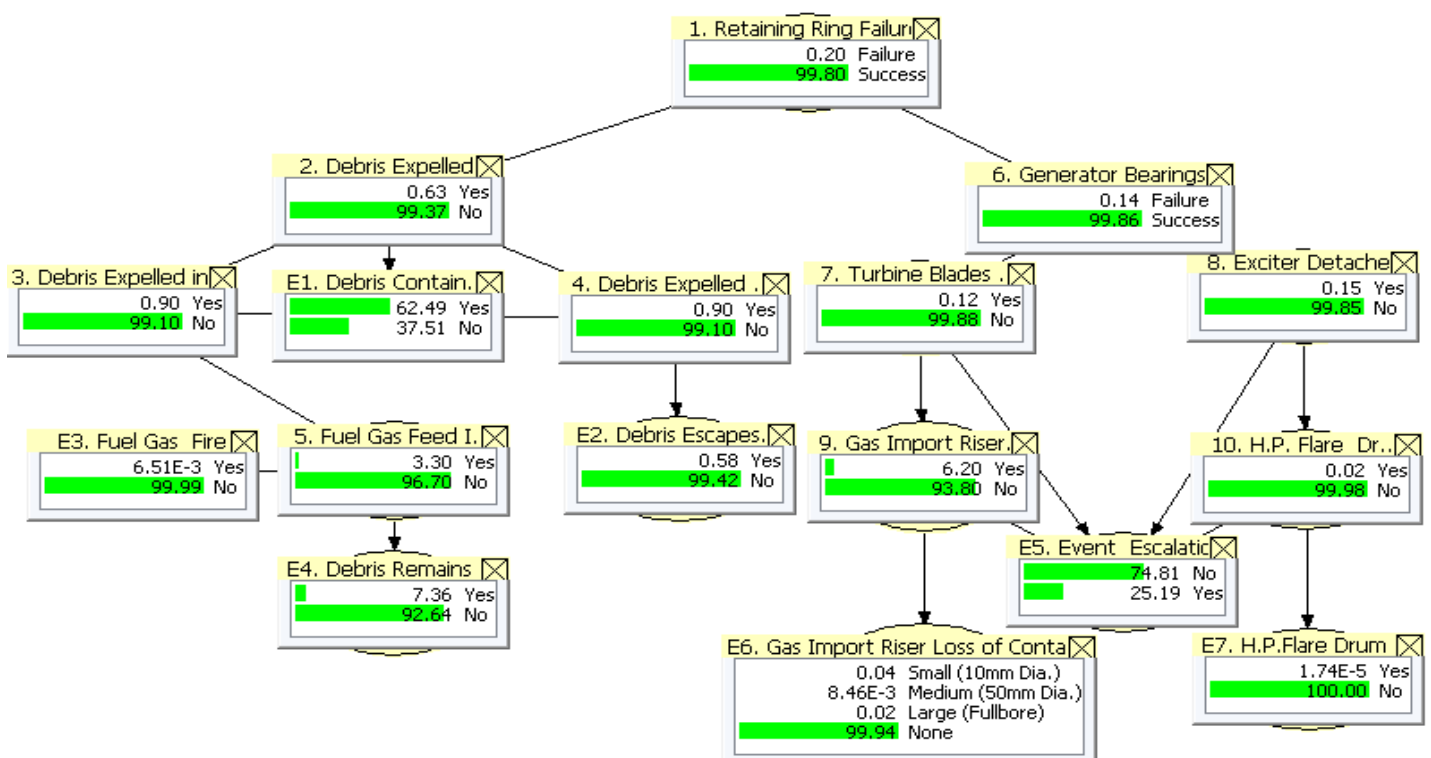 1. Retaining Ring Failur
0.20 Failure
99.80 Success
2. Debris Expelled
0.63 Yes
99.37 No
6. Generator Bearings
0.14 Failure
99.86 Success
3. Debris Expelled in
0.90 Yes
99.10 No
E1. Debris Contain.
62.49 Yes
37.51 No
4. Debris Expelled .
0.90 Yes
99.10 No
7. Turbine Blades .
0.12 Yes
99.88 No
8. Exciter Detache
0.15 Yes
99.85 No
E3. Fuel Gas Fire
6.51E-3 Yes
99.99 No
5. Fuel Gas Feed I.
3.30 Yes
96.70 No
E2. Debris Escapes.
0.58 Yes
99.42 No
9. Gas Import Riser.
6.20 Yes
93.80 No
10. H.P. Flare Dr..
0.02 Yes
99.98 No
E4. Debris Remains
7.36 Yes
92.64 No
E5. Event Escalatic
74.81 No
25.19 Yes
E6. Gas Import Riser Loss of Conta
0.04 Small (10mm Dia.)
8.46E-3 Medium (50mm Dia.)
0.02 Large (Fullbore)
99.94 None
E7. H.P.Flare Drum
1.74E-5 Yes
100.00 No